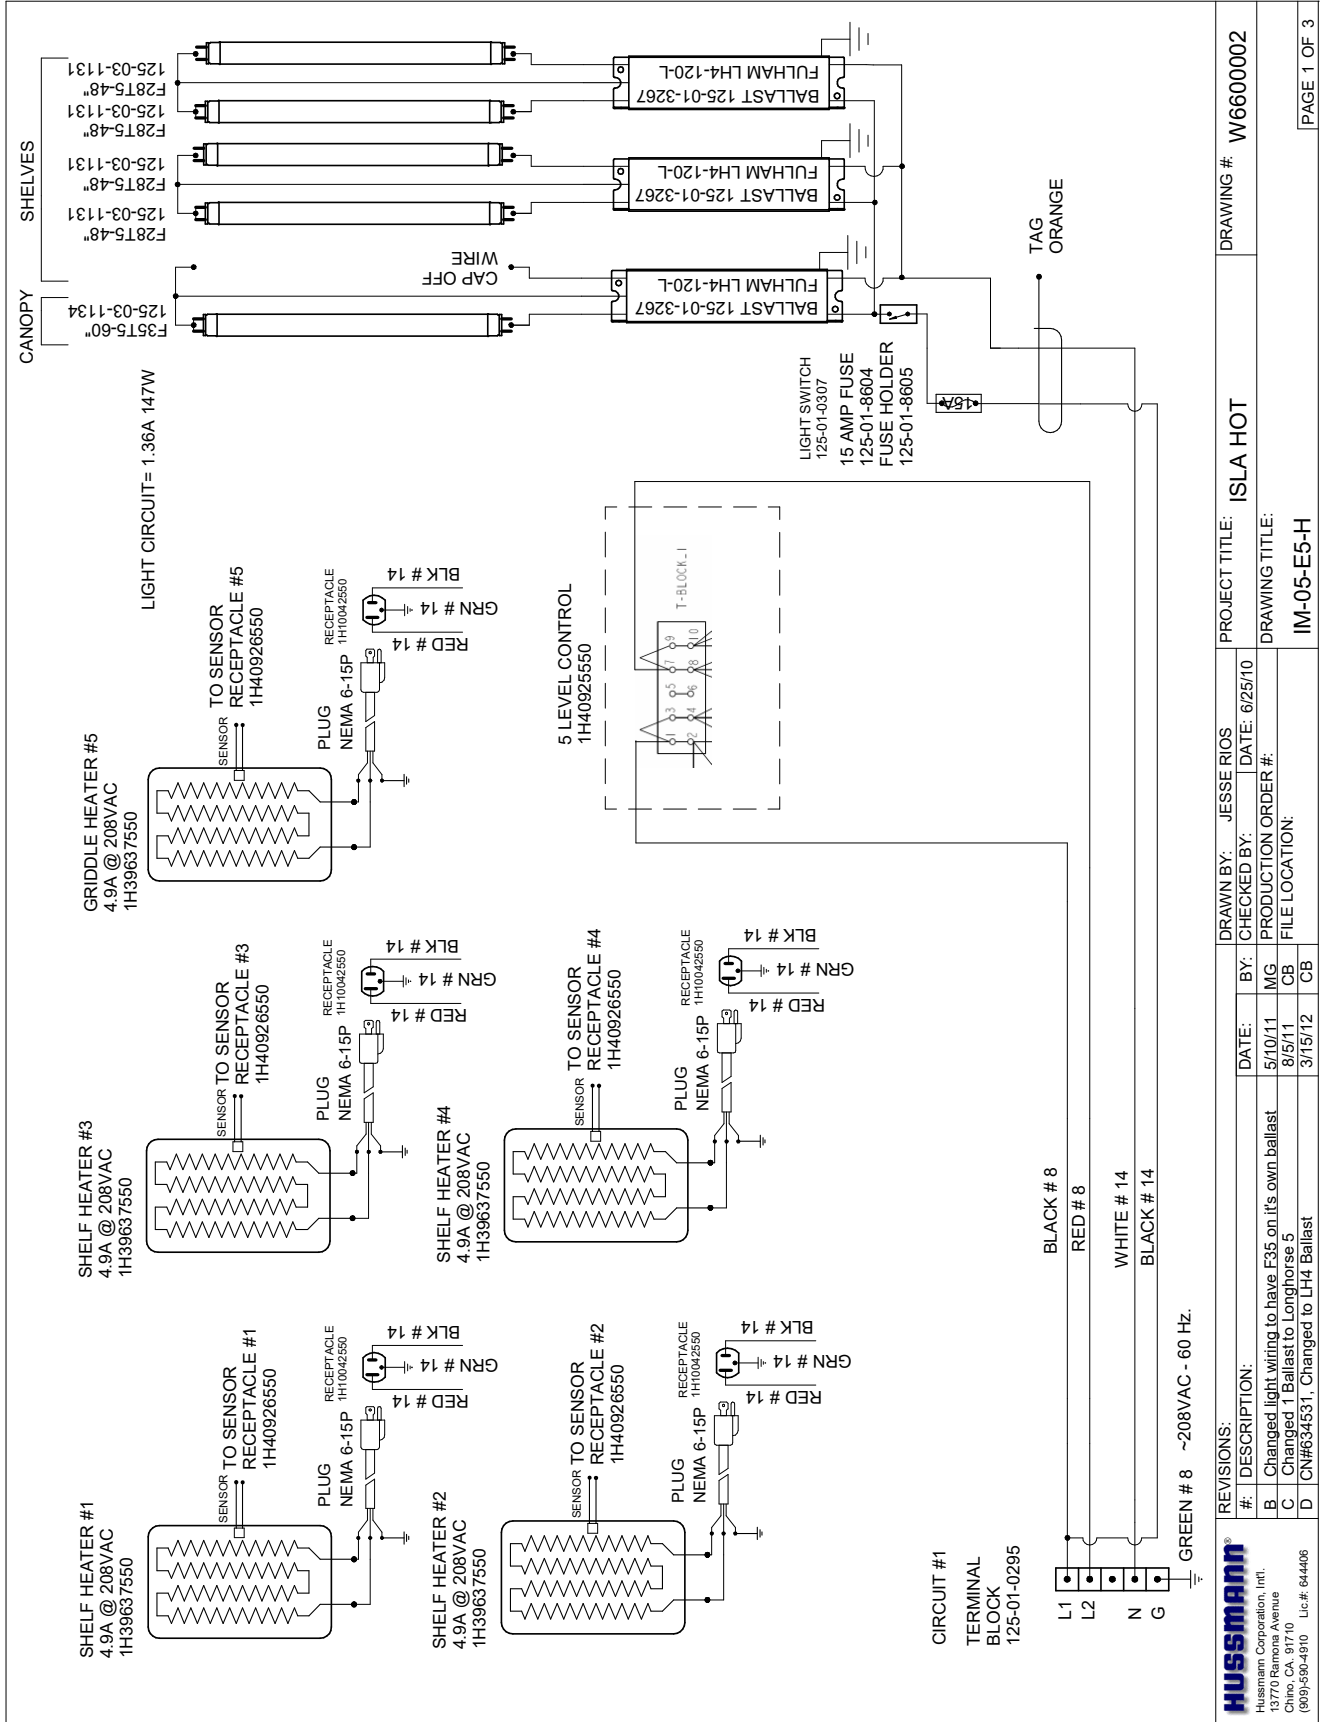 SHELF HEATER #1
4.9A @ 208VAC
1H39637550
SENSOR
TO SENSOR
RECEPTACLE #1
1H40926550
PLUG
NEMA 6-15P
RECEPTACLE
1H10042550
RED # 14
GRN # 14
BLK # 14
SHELF HEATER #2
4.9A @ 208VAC
1H39637550
SENSOR
TO SENSOR
RECEPTACLE #2
1H40926550
PLUG
NEMA 6-15P
RECEPTACLE
1H10042550
RED # 14
GRN # 14
BLK # 14
SHELF HEATER #3
4.9A @ 208VAC
1H39637550
SENSOR
TO SENSOR
RECEPTACLE #3
1H40926550
PLUG
NEMA 6-15P
RECEPTACLE
1H10042550
RED # 14
GRN # 14
BLK # 14
SHELF HEATER #4
4.9A @ 208VAC
1H39637550
SENSOR
TO SENSOR
RECEPTACLE #4
1H40926550
PLUG
NEMA 6-15P
RECEPTACLE
1H10042550
RED # 14
GRN # 14
BLK # 14
GRIDDLE HEATER #5
4.9A @ 208VAC
1H39637550
SENSOR
TO SENSOR
RECEPTACLE #5
1H40926550
PLUG
NEMA 6-15P
RECEPTACLE
1H10042550
RED # 14
GRN # 14
BLK # 14
LIGHT CIRCUIT= 1.36A 147W
CANOPY
SHELVES
F35T5-60"
125-03-1134
F28T5-48"
125-03-1131
F28T5-48"
125-03-1131
F28T5-48"
125-03-1131
F28T5-48"
125-03-1131
CAP OFF
WIRE
BALLAST 125-01-3267
FULHAM LH4-120-L
BALLAST 125-01-3267
FULHAM LH4-120-L
BALLAST 125-01-3267
FULHAM LH4-120-L
LIGHT SWITCH
125-01-0307
15 AMP FUSE
125-01-8604
FUSE HOLDER
125-01-8605
15A
TAG
ORANGE
5 LEVEL CONTROL
1H40925550
1 3 5 7 9
2 4 6 8 10
T-BLOCK_1
CIRCUIT #1
TERMINAL
BLOCK
125-01-0295
L1
L2
N
G
BLACK # 8
RED # 8
WHITE # 14
BLACK # 14
GREEN # 8 ~208VAC - 60 Hz.
HUSSMANN®
Hussmann Corporation, Int'l.
13770 Ramona Avenue
Chino, CA. 91710
(909)-590-4910 Lic.#: 644406
REVISIONS:
#: DESCRIPTION: DATE: BY:
B Changed light wiring to have F35 on it's own ballast 5/10/11 MG
C Changed 1 Ballast to Longhorse 5 8/5/11 CB
D CN#634531, Changed to LH4 Ballast 3/15/12 CB
DRAWN BY: JESSE RIOS
CHECKED BY: DATE: 6/25/10
PRODUCTION ORDER #:
FILE LOCATION:
PROJECT TITLE:
ISLA HOT
DRAWING TITLE:
IM-05-E5-H
DRAWING #:
W6600002
PAGE 1 OF 3